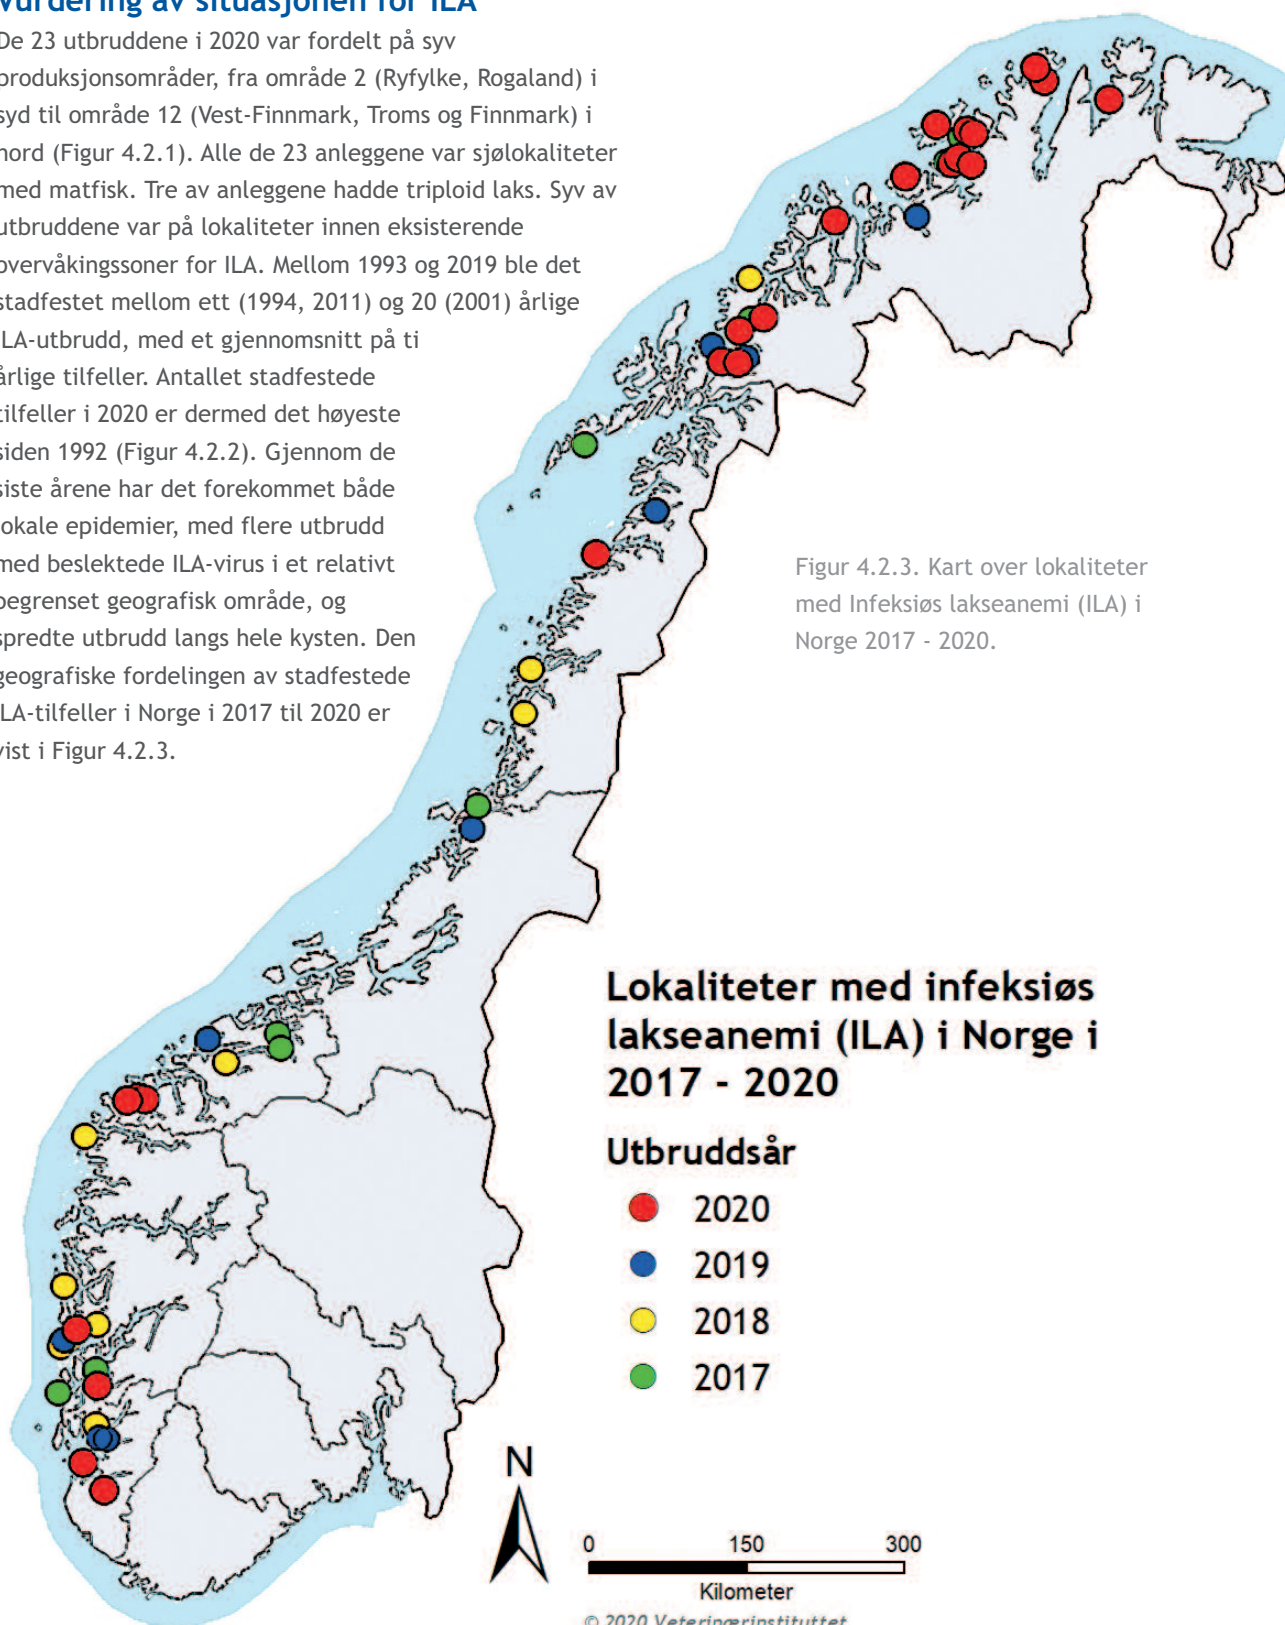 Vurdering av situasjonen for ILA
De 23 utbruddene i 2020 var fordelt på syv
produksjonsområder, fra område 2 (Ryfylke, Rogaland) i
syd til område 12 (Vest-Finnmark, Troms og Finnmark) i
nord (Figur 4.2.1). Alle de 23 anleggene var sjølokaliteter
med matfisk. Tre av anleggene hadde triploid laks. Syv av
utbruddene var på lokaliteter innen eksisterende
overvåkingssoner for ILA. Mellom 1993 og 2019 ble det
stadfestet mellom ett (1994, 2011) og 20 (2001) årlige
ILA-utbrudd, med et gjennomsnitt på ti
årlige tilfeller. Antallet stadfestede
tilfeller i 2020 er dermed det høyeste
siden 1992 (Figur 4.2.2). Gjennom de
siste årene har det forekommet både
lokale epidemier, med flere utbrudd
med beslektede ILA-virus i et relativt
begrenset geografisk område, og
spredte utbrudd langs hele kysten. Den
geografiske fordelingen av stadfestede
ILA-tilfeller i Norge i 2017 til 2020 er
vist i Figur 4.2.3.
Figur 4.2.3. Kart over lokaliteter
med Infeksiøs lakseanemi (ILA) i
Norge 2017 - 2020.
Lokaliteter med infeksiøs
lakseanemi (ILA) i Norge i
2017 - 2020
Utbruddsår
2020
2019
2018
2017
N
0 150 300
Kilometer
© 2020 Veterinærinstituttet